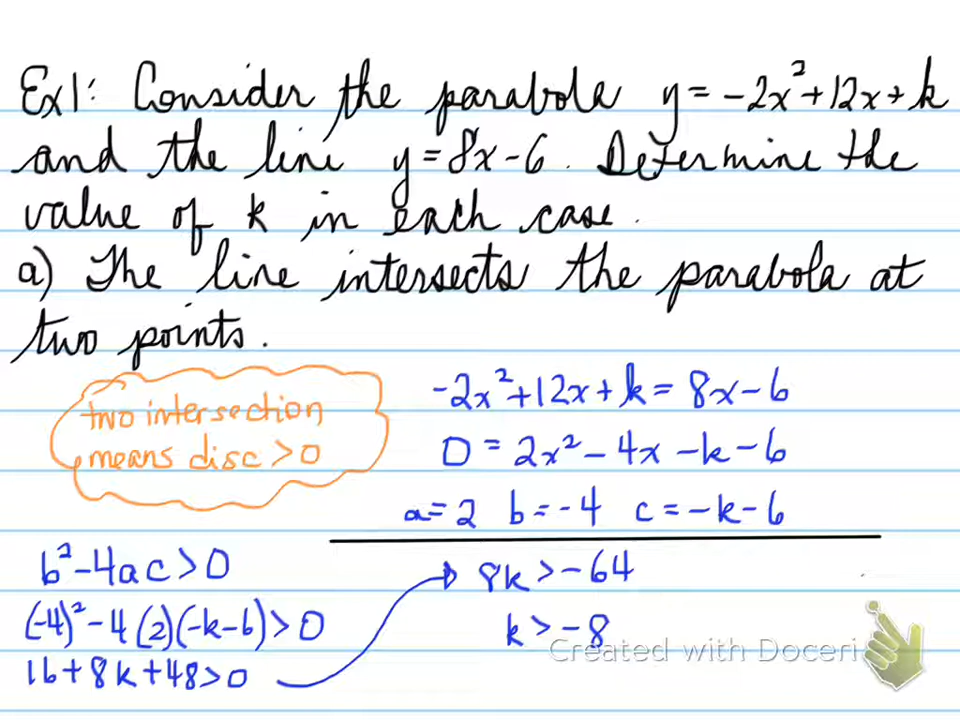 Ex1: Consider the parabola y = -2x² + 12x + k
and the line y = 8x - 6. Determine the
value of k in each case.
a) The line intersects the parabola at
two points.
two intersection
means disc > 0
-2x² + 12x + k = 8x - 6
0 = 2x² - 4x - k - 6
a = 2 b = -4 c = -k - 6
b² - 4ac > 0
(-4)² - 4(2)(-k-6) > 0
16 + 8k + 48 > 0
8k > -64
k > -8
Created with Doceri